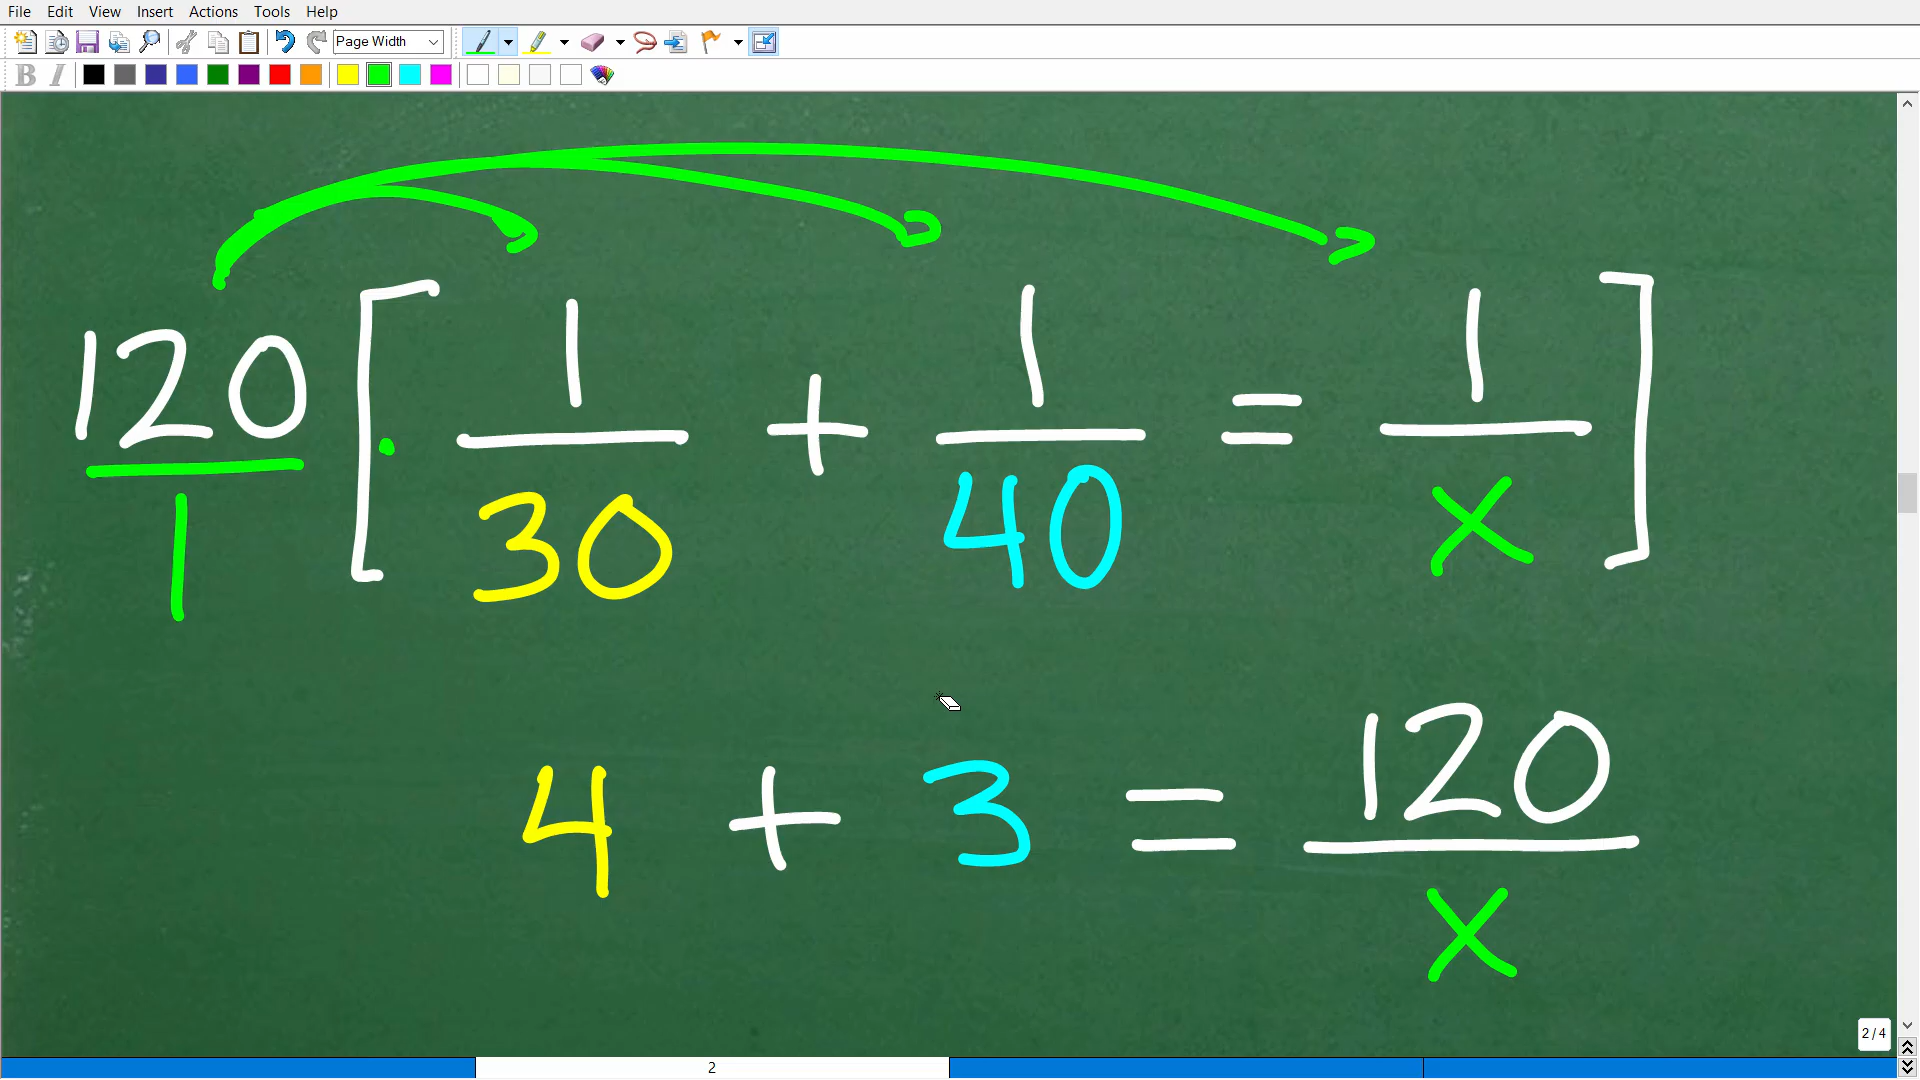 File Edit View Insert Actions Tools Help
Page Width
B I
120/1 [ · 1/30 + 1/40 = 1/x ]
4 + 3 = 120/x
2 / 4
2